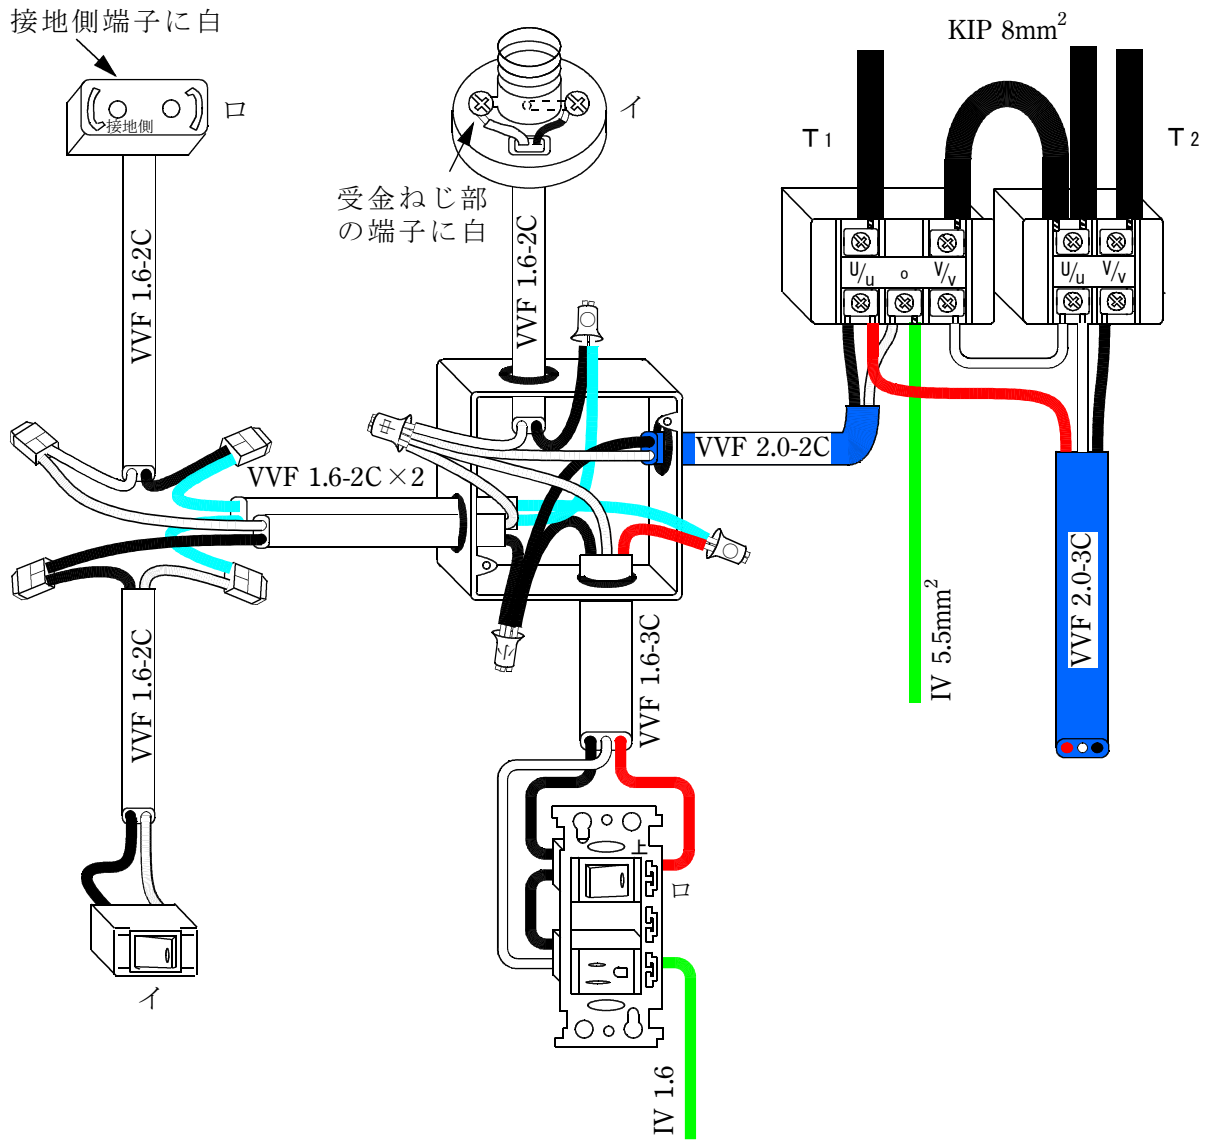 接地側端子に白
接地側
ロ
イ
受金ねじ部
の端子に白
KIP 8mm²
T1
T2
U/u
o
V/v
U/u
V/v
VVF 1.6-2C
VVF 1.6-2C
VVF 1.6-2C×2
VVF 2.0-2C
VVF 1.6-2C
VVF 1.6-3C
IV 5.5mm²
VVF 2.0-3C
上
ロ
イ
IV 1.6